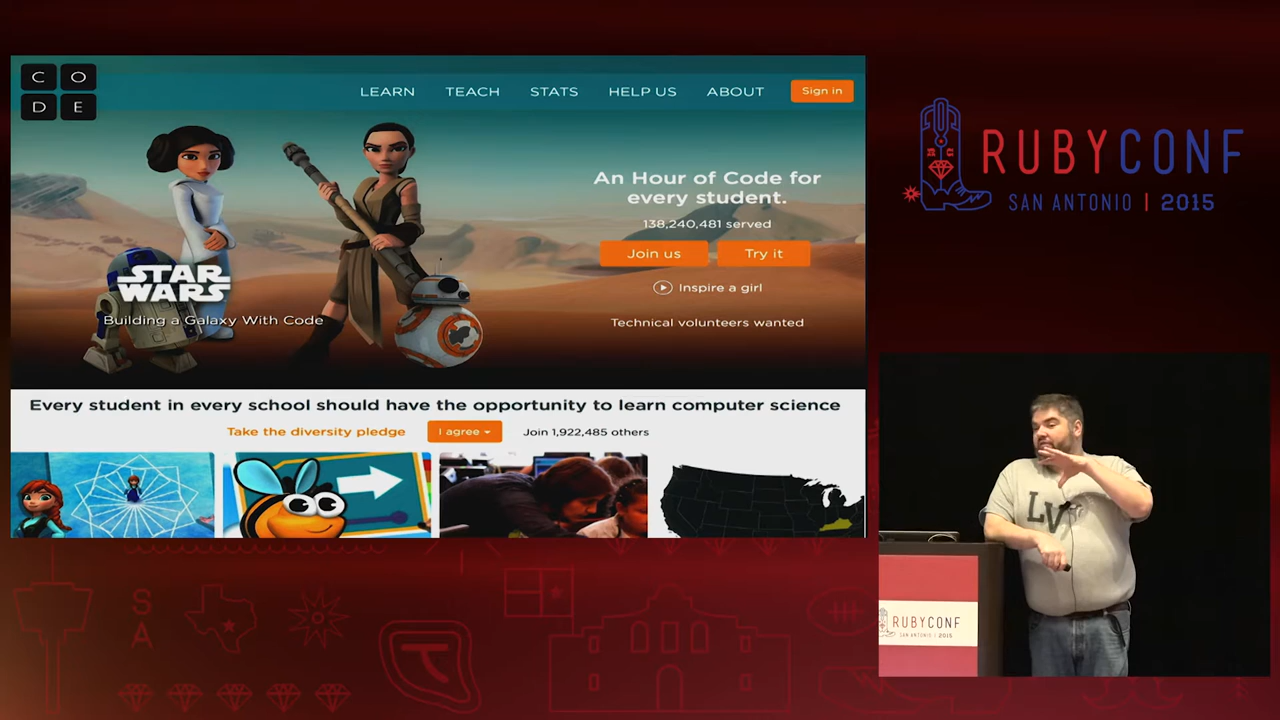 C O
D E
LEARN TEACH STATS HELP US ABOUT Sign in
An Hour of Code for
every student.
138,240,481 served
Join us Try it
Inspire a girl
Technical volunteers wanted
STAR
WARS
Building a Galaxy With Code
Every student in every school should have the opportunity to learn computer science
Take the diversity pledge I agree Join 1,922,485 others
RUBYCONF
SAN ANTONIO | 2015
LV
RUBYCONF
SAN ANTONIO | 2015
S
A